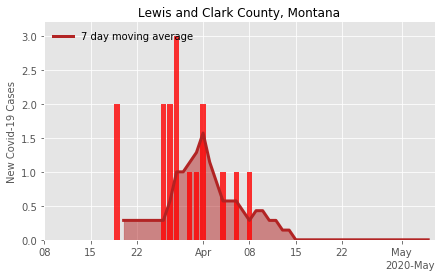 Lewis and Clark County, Montana
7 day moving average
New Covid-19 Cases
3.0
2.5
2.0
1.5
1.0
0.5
0.0
08 15 22 Apr 08 15 22 May
2020-May